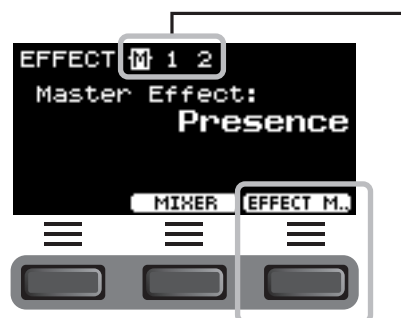 EFFECT M 1 2
Master Effect:
Presence
MIXER EFFECT M..